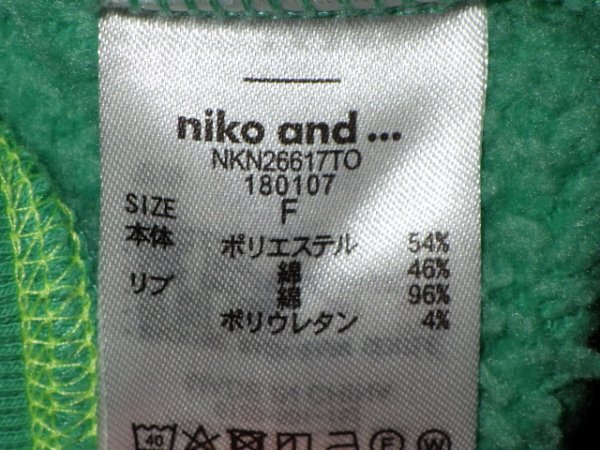 niko and ...
NKN26617TO
180107
SIZE F
本体 ポリエステル 54%
綿 46%
リブ 綿 96%
ポリウレタン 4%
40 F W